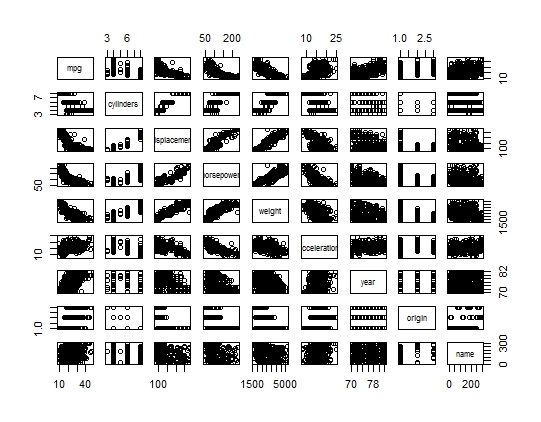 3 6 50 200 10 25 1.0 2.5
mpg 10
7 3 cylinders
isplacemen 100
50 orsepowe
weight 1500
10 cceleration
year 70 82
1.0 origin
name 0 300
10 40 100 1500 5000 70 78 0 200